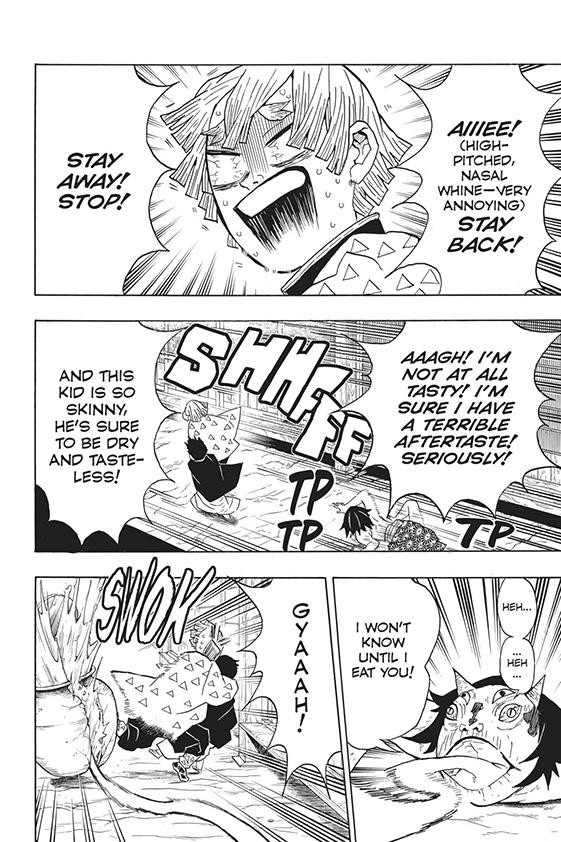 AIIIEE!
(HIGH-
PITCHED,
NASAL
WHINE—VERY
ANNOYING)
STAY
BACK!
STAY
AWAY!
STOP!
AAAGH! I'M
NOT AT ALL
TASTY! I'M
SURE I HAVE
A TERRIBLE
AFTERTASTE!
SERIOUSLY!
SHHFFF
TP
TP
TP
AND THIS
KID IS SO
SKINNY,
HE'S SURE
TO BE DRY
AND TASTE-
LESS!
HEH...
...
HEH
...
I WON'T
KNOW
UNTIL I
EAT YOU!
GYAAAH!
SWOK